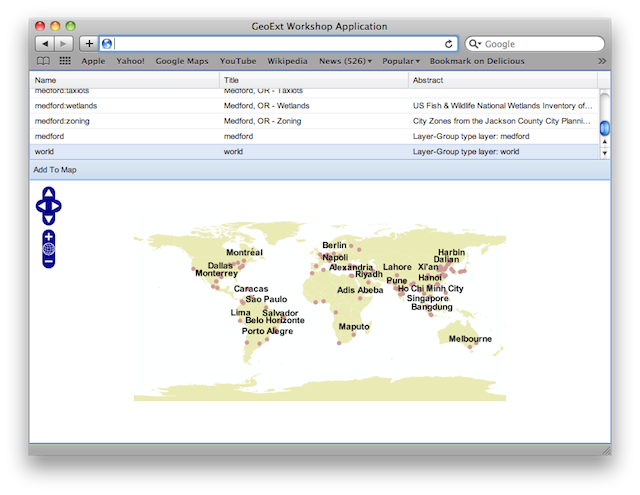 GeoExt Workshop Application
Google
Apple Yahoo! Google Maps YouTube Wikipedia News (526) Popular Bookmark on Delicious
Name Title Abstract
medford:taxlots Medford, OR - Taxlots
medford:wetlands Medford, OR - Wetlands US Fish & Wildlife National Wetlands Inventory of...
medford:zoning Medford, OR - Zoning City Zones from the Jackson County City Planni...
medford medford Layer-Group type layer: medford
world world Layer-Group type layer: world
Add To Map
Berlin
Montréal Harbin
Napoli Dalian
Dallas Alexandria Lahore Xi'an
Monterrey Riyadh Hanoi
Pune
Caracas Adis Abeba Ho Chi Minh City
São Paulo Singapore
Lima Salvador Bangdung
Belo Horizonte
Porto Alegre Maputo
Melbourne